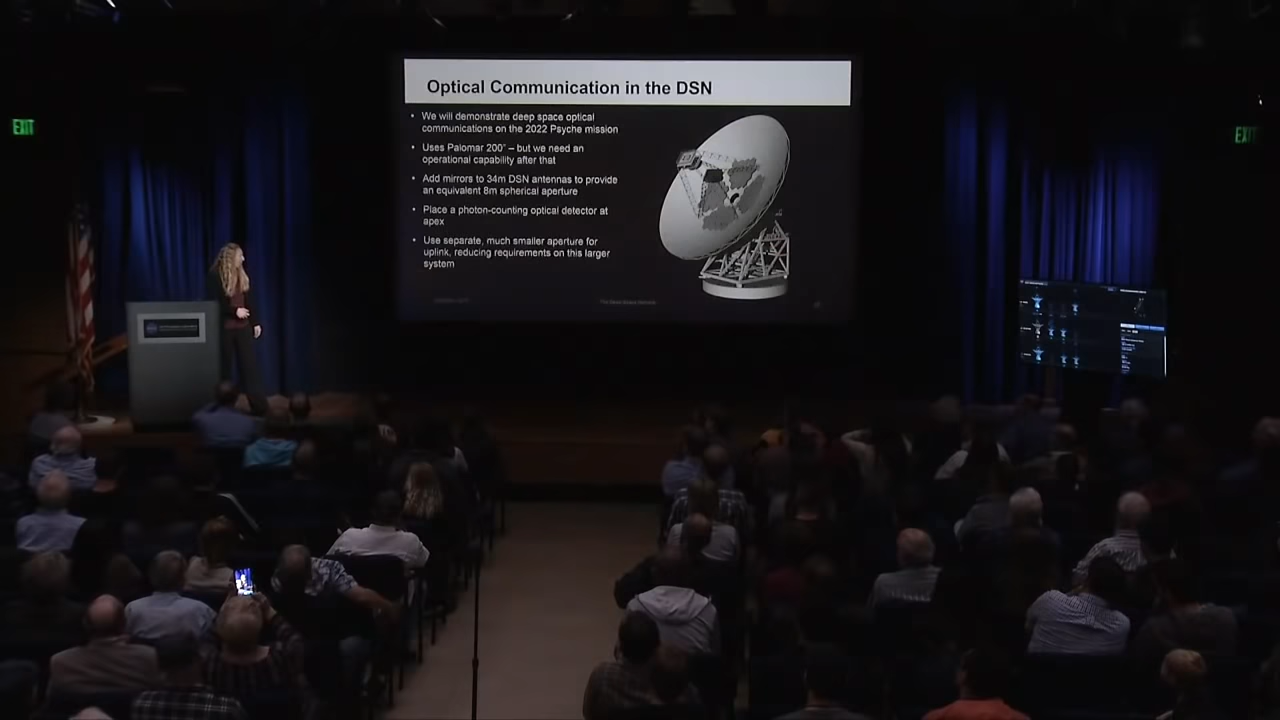 Optical Communication in the DSN
• We will demonstrate deep space optical
communications on the 2022 Psyche mission
• Uses Palomar 200" – but we need an
operational capability after that
• Add mirrors to 34m DSN antennas to provide
an equivalent 8m spherical aperture
• Place a photon-counting optical detector at
apex
• Use separate, much smaller aperture for
uplink, reducing requirements on this larger
system
EXIT
EXIT